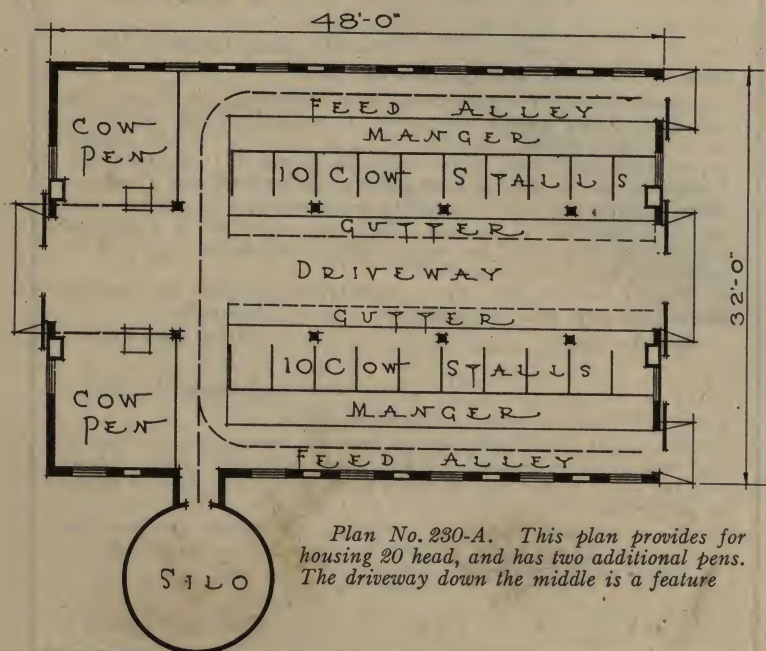 48'-0"
FEED ALLEY
MANGER
COW
PEN
10 COW STALLS
GUTTER
DRIVEWAY
32'-0"
GUTTER
10 COW STALLS
COW
PEN
MANGER
FEED ALLEY
SILO
Plan No. 230-A. This plan provides for
housing 20 head, and has two additional pens.
The driveway down the middle is a feature